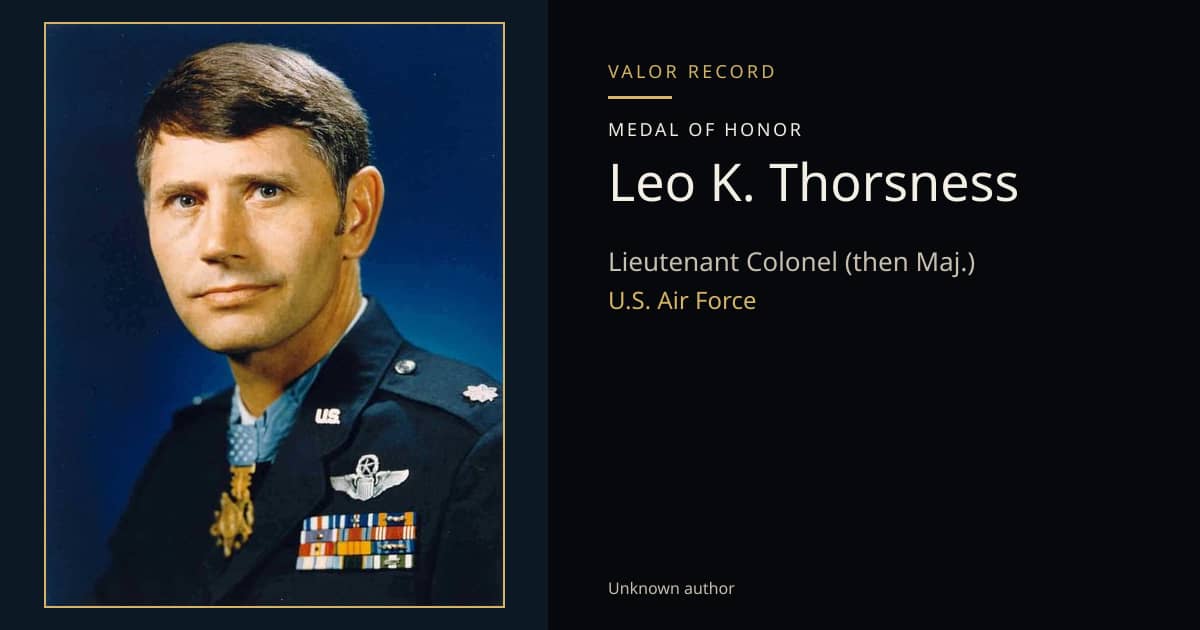 VALOR RECORD
MEDAL OF HONOR
Leo K. Thorsness
Lieutenant Colonel (then Maj.)
U.S. Air Force
U.S.
Unknown author